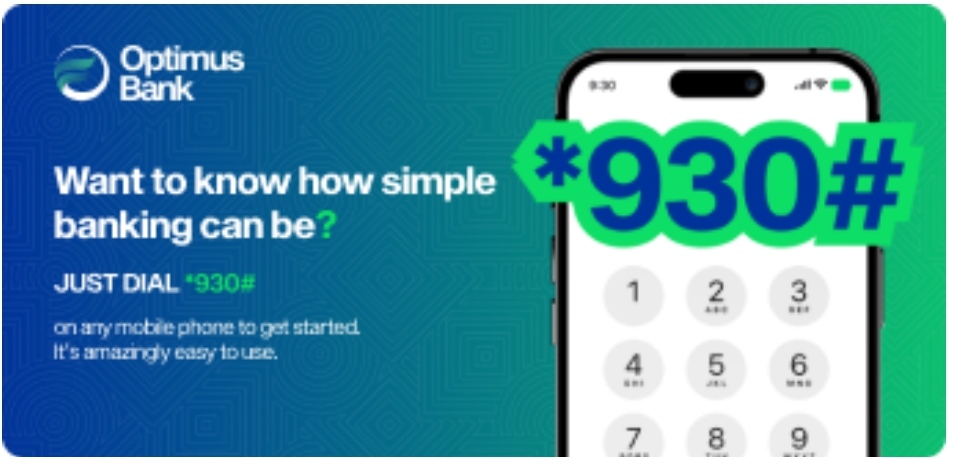 Optimus
Bank
Want to know how simple
banking can be?
JUST DIAL *930#
on any mobile phone to get started.
It's amazingly easy to use.
9:30
*930#
1
2
ABC
3
DEF
4
GHI
5
JKL
6
MNO
7
8
9